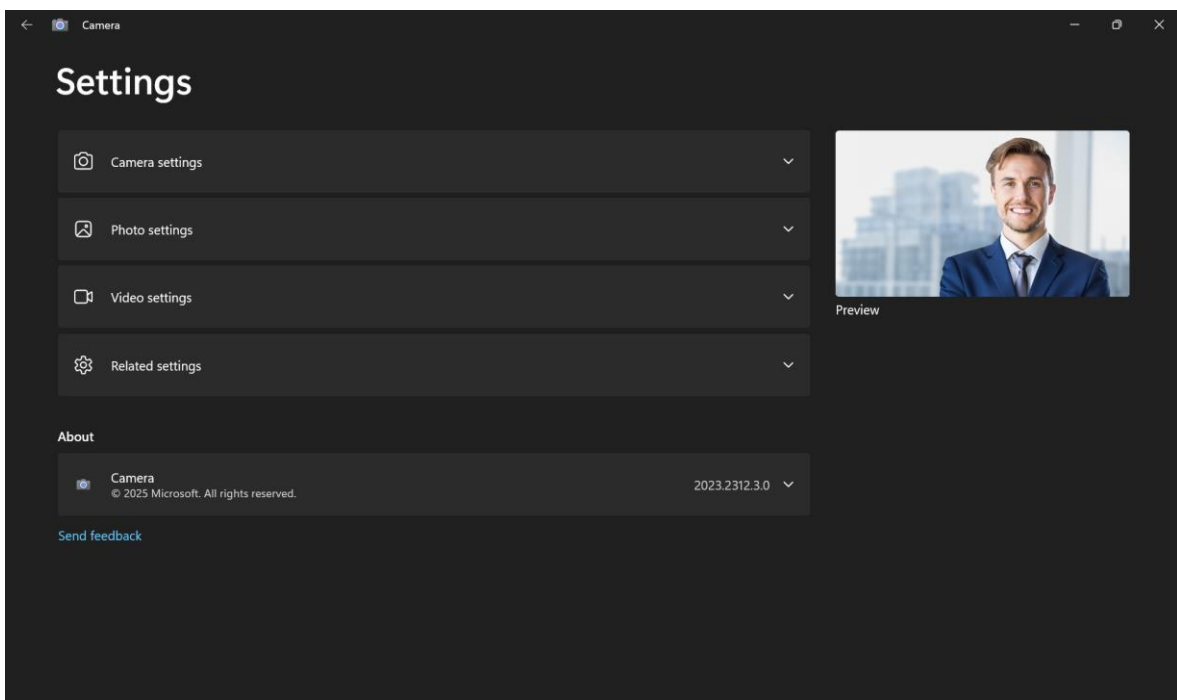 Camera
Settings
Camera settings
Photo settings
Video settings
Related settings
Preview
About
Camera
© 2025 Microsoft. All rights reserved.
2023.2312.3.0
Send feedback